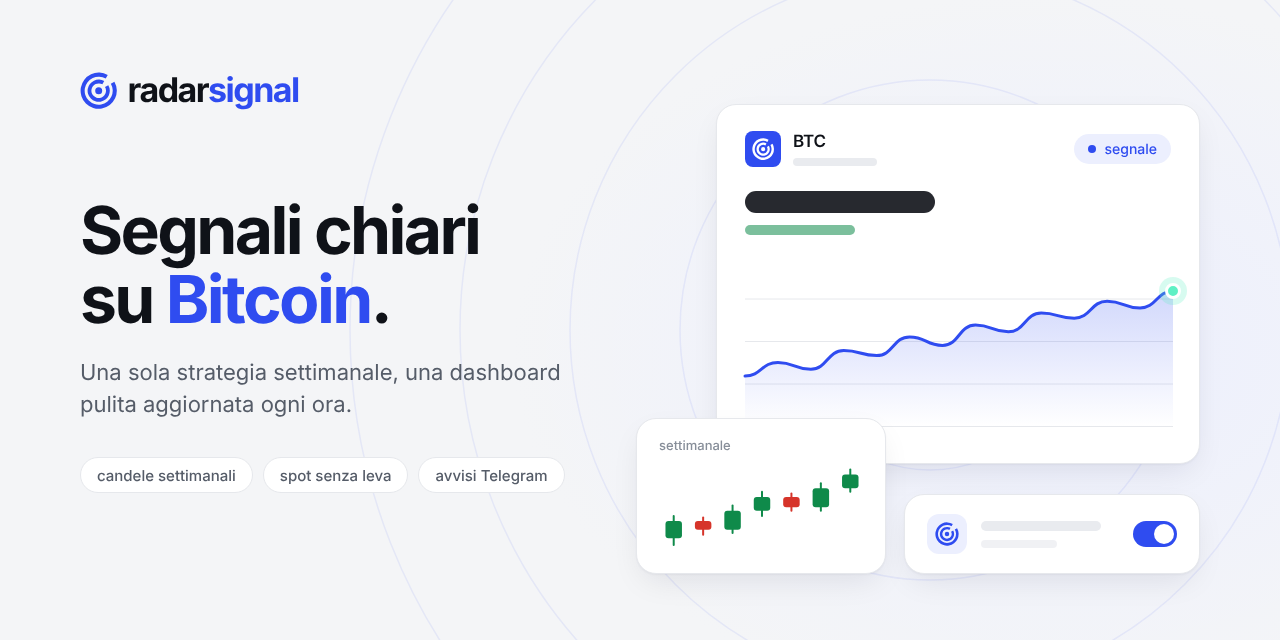 radarsignal
Segnali chiari
su Bitcoin.
Una sola strategia settimanale, una dashboard
pulita aggiornata ogni ora.
candele settimanali
spot senza leva
avvisi Telegram
BTC
segnale
settimanale